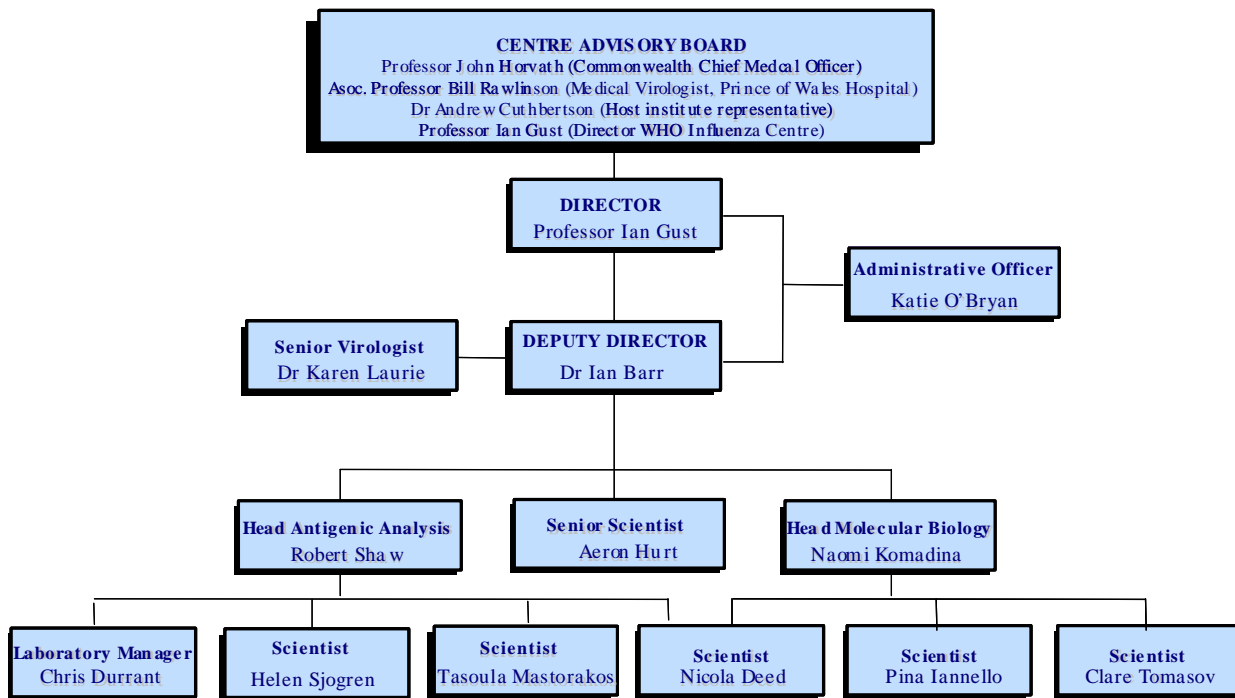 CENTRE ADVISORY BOARD
Professor John Horvath (Commonwealth Chief Medcal Officer)
Asoc. Professor Bill Rawlinson (Medical Virologist, Prince of Wales Hospital)
Dr Andrew Cuthbertson (Host institute representative)
Professor Ian Gust (Director WHO Influenza Centre)
DIRECTOR
Professor Ian Gust
Administrative Officer
Katie O'Bryan
Senior Virologist
Dr Karen Laurie
DEPUTY DIRECTOR
Dr Ian Barr
Head Antigenic Analysis
Robert Shaw
Senior Scientist
Aeron Hurt
Head Molecular Biology
Naomi Komadina
Laboratory Manager
Chris Durrant
Scientist
Helen Sjogren
Scientist
Tasoula Mastorakos
Scientist
Nicola Deed
Scientist
Pina Iannello
Scientist
Clare Tomasov